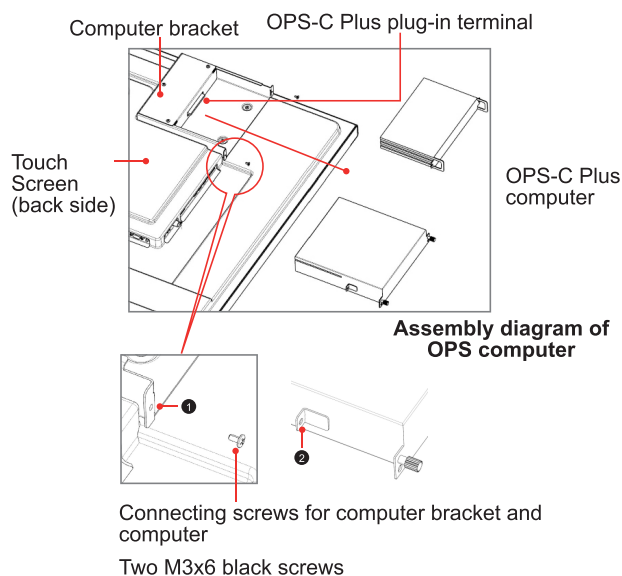 Computer bracket
OPS-C Plus plug-in terminal
Touch
Screen
(back side)
OPS-C Plus
computer
Assembly diagram of
OPS computer
1
2
Connecting screws for computer bracket and
computer
Two M3x6 black screws